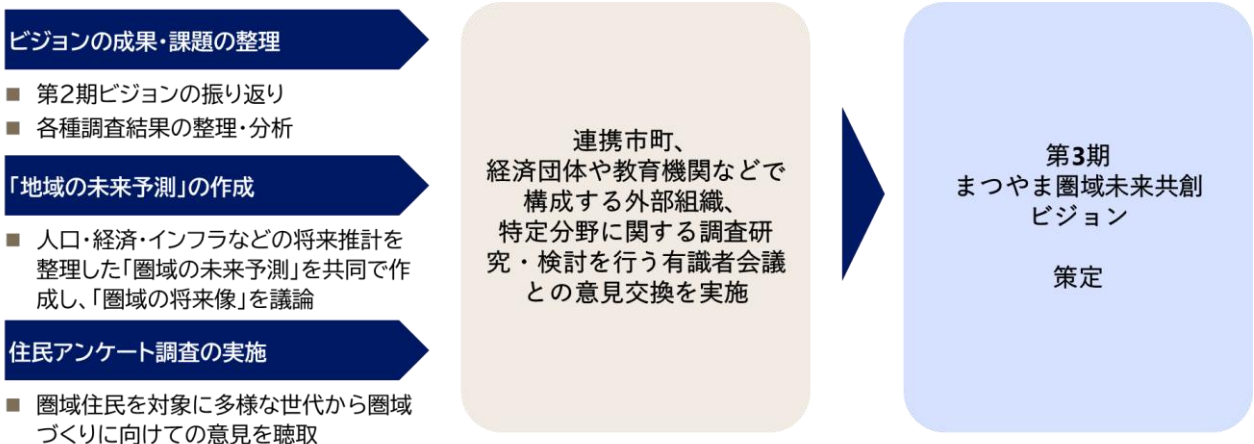 ビジョンの成果・課題の整理
■ 第2期ビジョンの振り返り
■ 各種調査結果の整理・分析
「地域の未来予測」の作成
■ 人口・経済・インフラなどの将来推計を
整理した「圏域の未来予測」を共同で作
成し、「圏域の将来像」を議論
住民アンケート調査の実施
■ 圏域住民を対象に多様な世代から圏域
づくりに向けての意見を聴取
連携市町、
経済団体や教育機関などで
構成する外部組織、
特定分野に関する調査研
究・検討を行う有識者会議
との意見交換を実施
第3期
まつやま圏域未来共創
ビジョン
策定